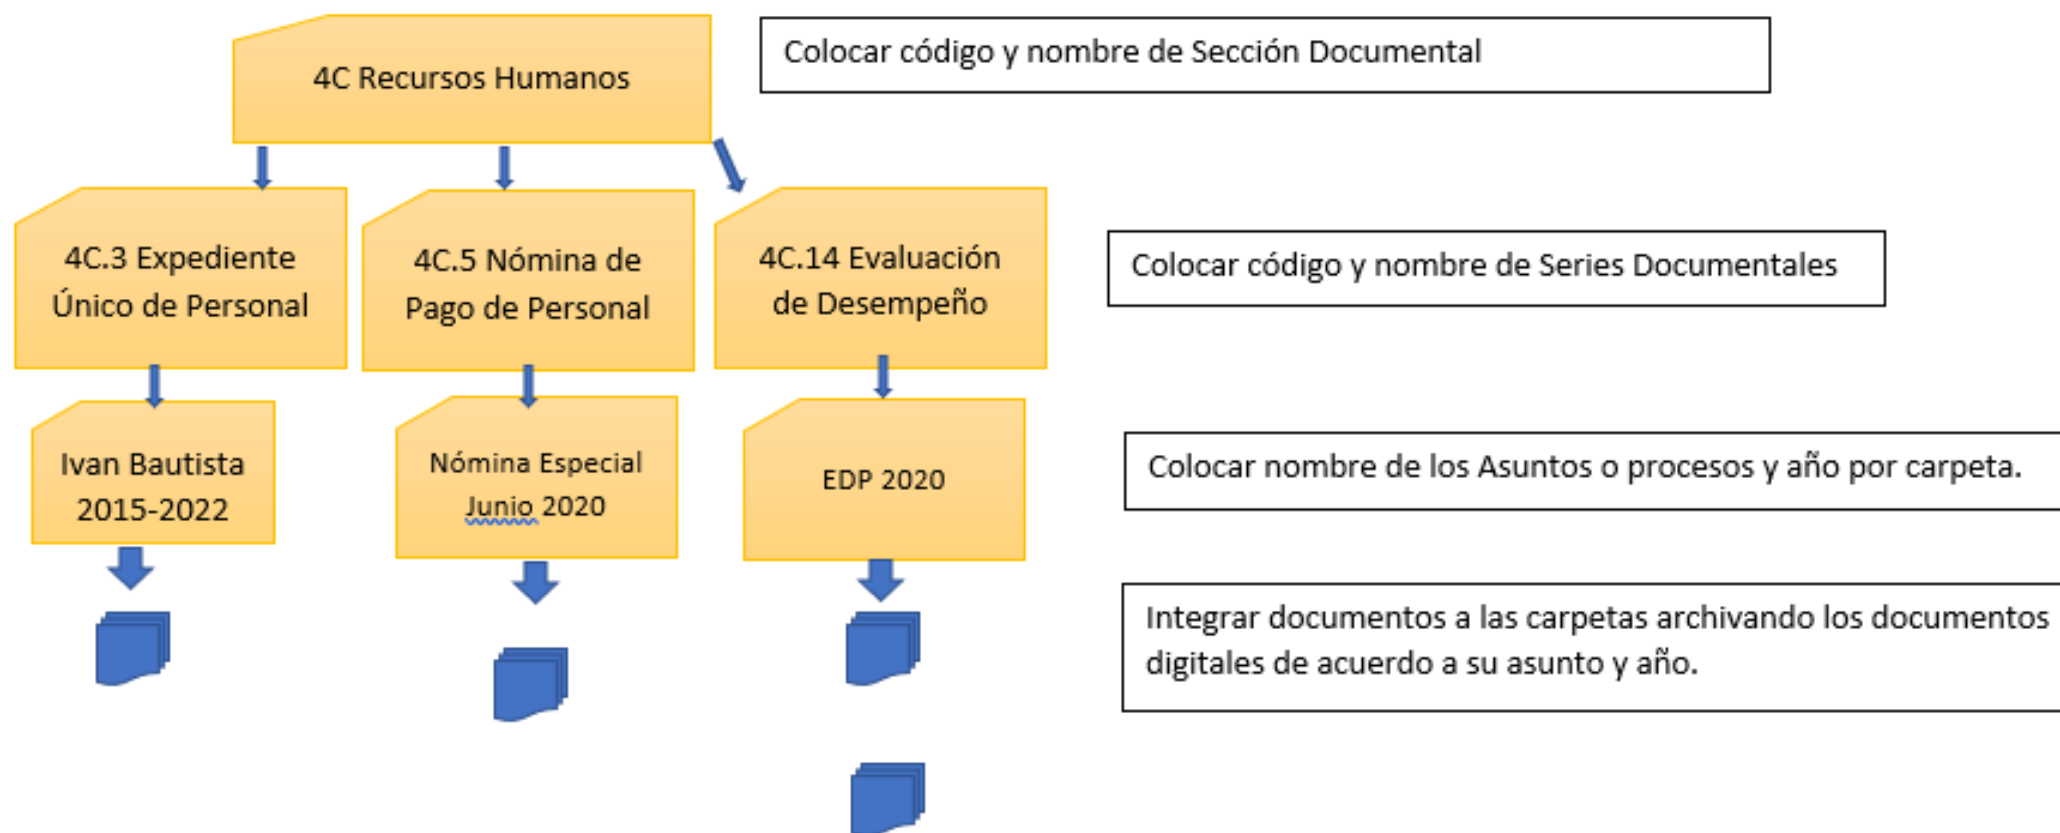 4C Recursos Humanos
Colocar código y nombre de Sección Documental
4C.3 Expediente
Único de Personal
4C.5 Nómina de
Pago de Personal
4C.14 Evaluación
de Desempeño
Colocar código y nombre de Series Documentales
Ivan Bautista
2015-2022
Nómina Especial
Junio 2020
EDP 2020
Colocar nombre de los Asuntos o procesos y año por carpeta.
Integrar documentos a las carpetas archivando los documentos
digitales de acuerdo a su asunto y año.